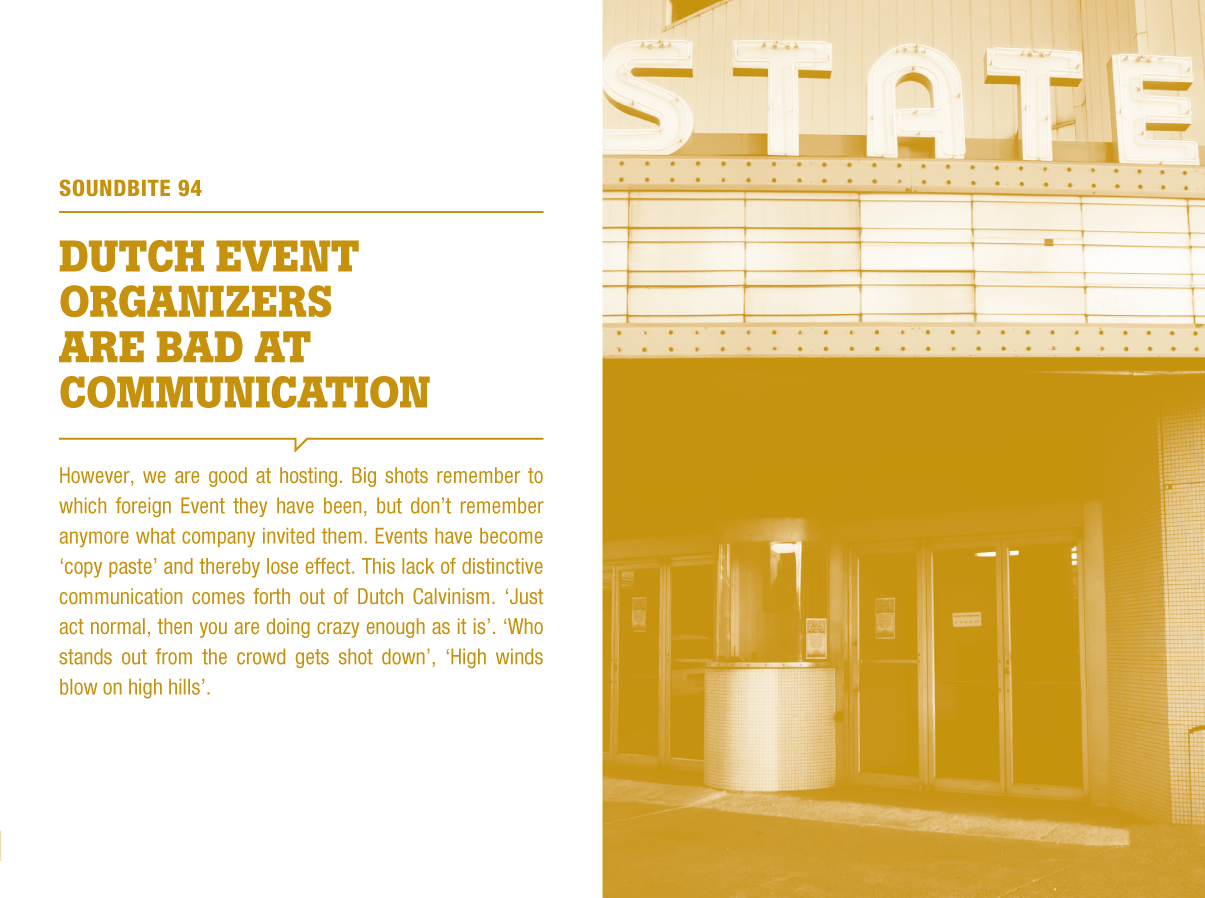 SOUNDBITE 94
DUTCH EVENT
ORGANIZERS
ARE BAD AT
COMMUNICATION
However, we are good at hosting. Big shots remember to
which foreign Event they have been, but don’t remember
anymore what company invited them. Events have become
‘copy paste’ and thereby lose effect. This lack of distinctive
communication comes forth out of Dutch Calvinism. ‘Just
act normal, then you are doing crazy enough as it is’. ‘Who
stands out from the crowd gets shot down’, ‘High winds
blow on high hills’.
STATE